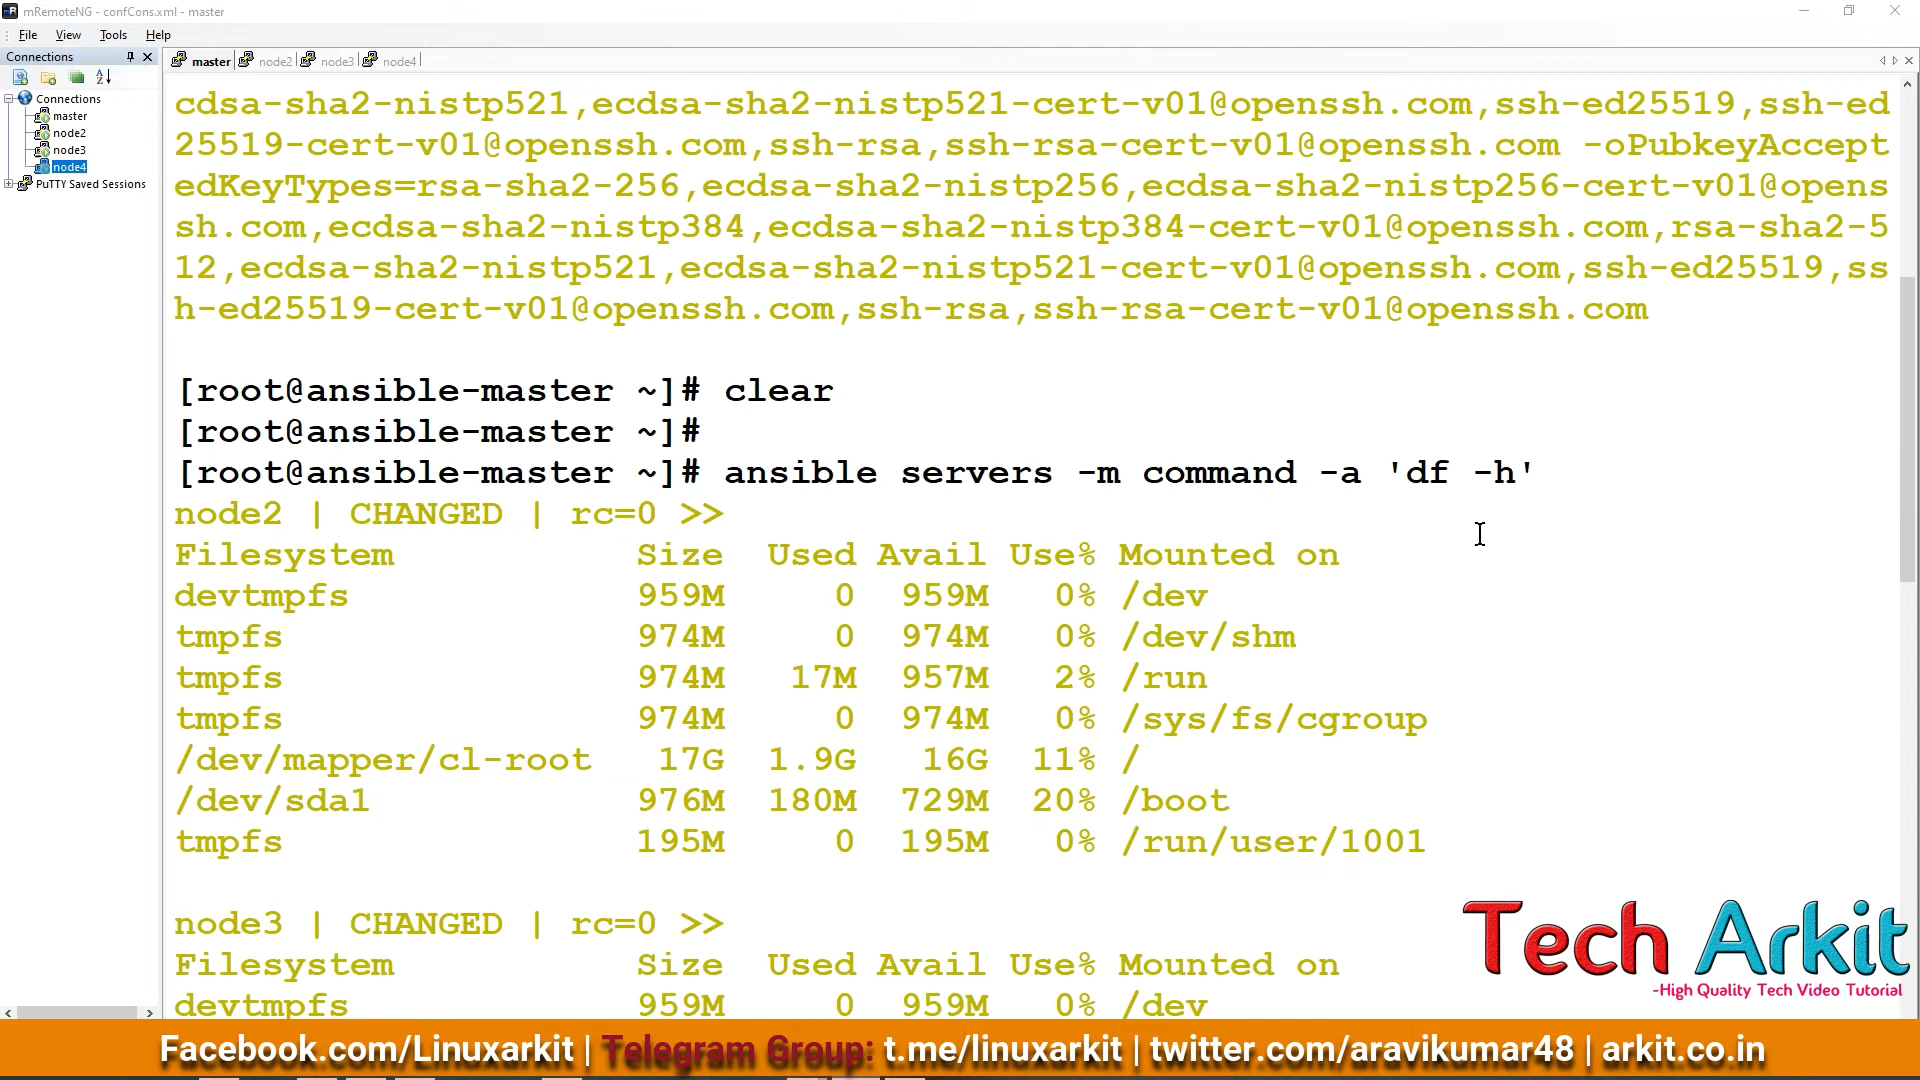 mRemoteNG - confCons.xml - master
File View Tools Help
Connections
master node2 node3 node4
Connections
master
node2
node3
node4
PuTTY Saved Sessions
cdsa-sha2-nistp521,ecdsa-sha2-nistp521-cert-v01@openssh.com,ssh-ed25519,ssh-ed
25519-cert-v01@openssh.com,ssh-rsa,ssh-rsa-cert-v01@openssh.com -oPubkeyAccept
edKeyTypes=rsa-sha2-256,ecdsa-sha2-nistp256,ecdsa-sha2-nistp256-cert-v01@opens
sh.com,ecdsa-sha2-nistp384,ecdsa-sha2-nistp384-cert-v01@openssh.com,rsa-sha2-5
12,ecdsa-sha2-nistp521,ecdsa-sha2-nistp521-cert-v01@openssh.com,ssh-ed25519,ss
h-ed25519-cert-v01@openssh.com,ssh-rsa,ssh-rsa-cert-v01@openssh.com
[root@ansible-master ~]# clear
[root@ansible-master ~]#
[root@ansible-master ~]# ansible servers -m command -a 'df -h'
node2 | CHANGED | rc=0 >>
Filesystem Size Used Avail Use% Mounted on
devtmpfs 959M 0 959M 0% /dev
tmpfs 974M 0 974M 0% /dev/shm
tmpfs 974M 17M 957M 2% /run
tmpfs 974M 0 974M 0% /sys/fs/cgroup
/dev/mapper/cl-root 17G 1.9G 16G 11% /
/dev/sda1 976M 180M 729M 20% /boot
tmpfs 195M 0 195M 0% /run/user/1001
node3 | CHANGED | rc=0 >>
Filesystem Size Used Avail Use% Mounted on
devtmpfs 959M 0 959M 0% /dev
Tech Arkit
-High Quality Tech Video Tutorial
Facebook.com/Linuxarkit | Telegram Group: t.me/linuxarkit | twitter.com/aravikumar48 | arkit.co.in